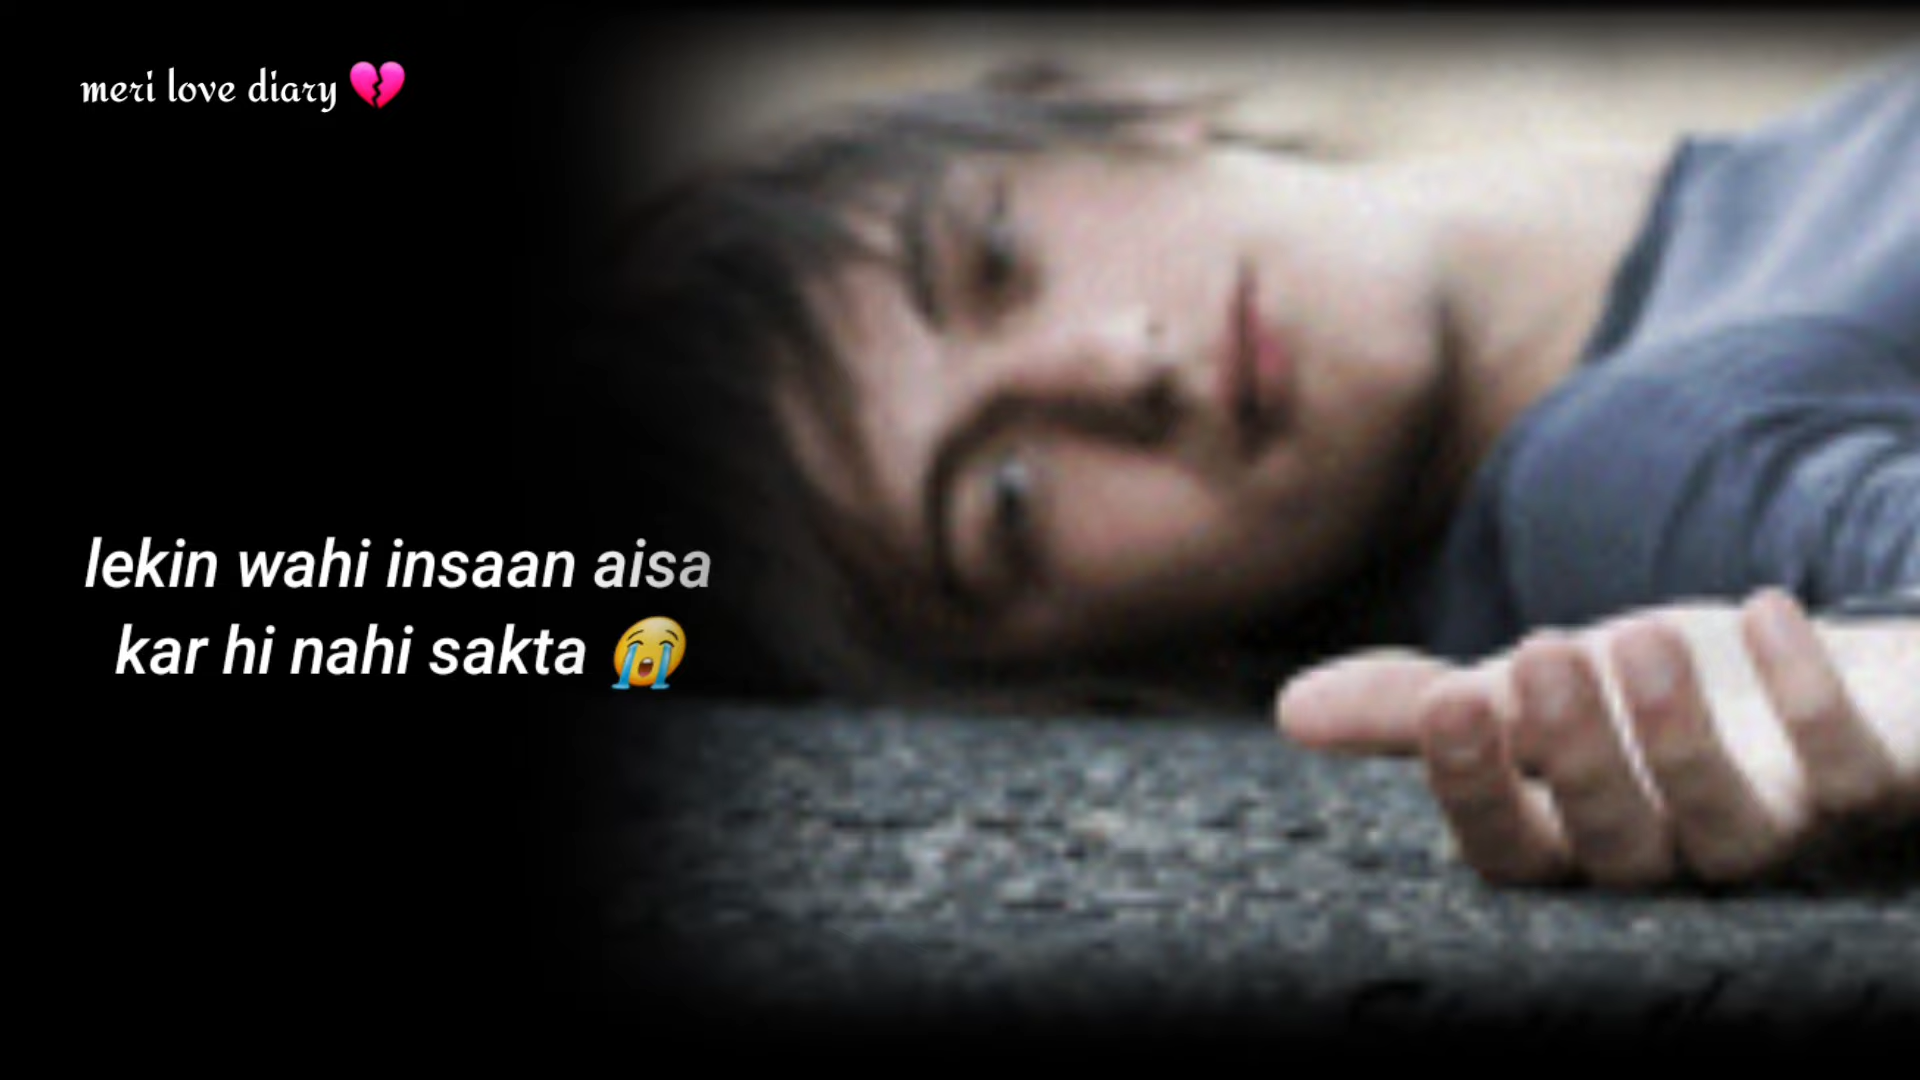 meri love diary 💔
lekin wahi insaan aisa
kar hi nahi sakta 😭